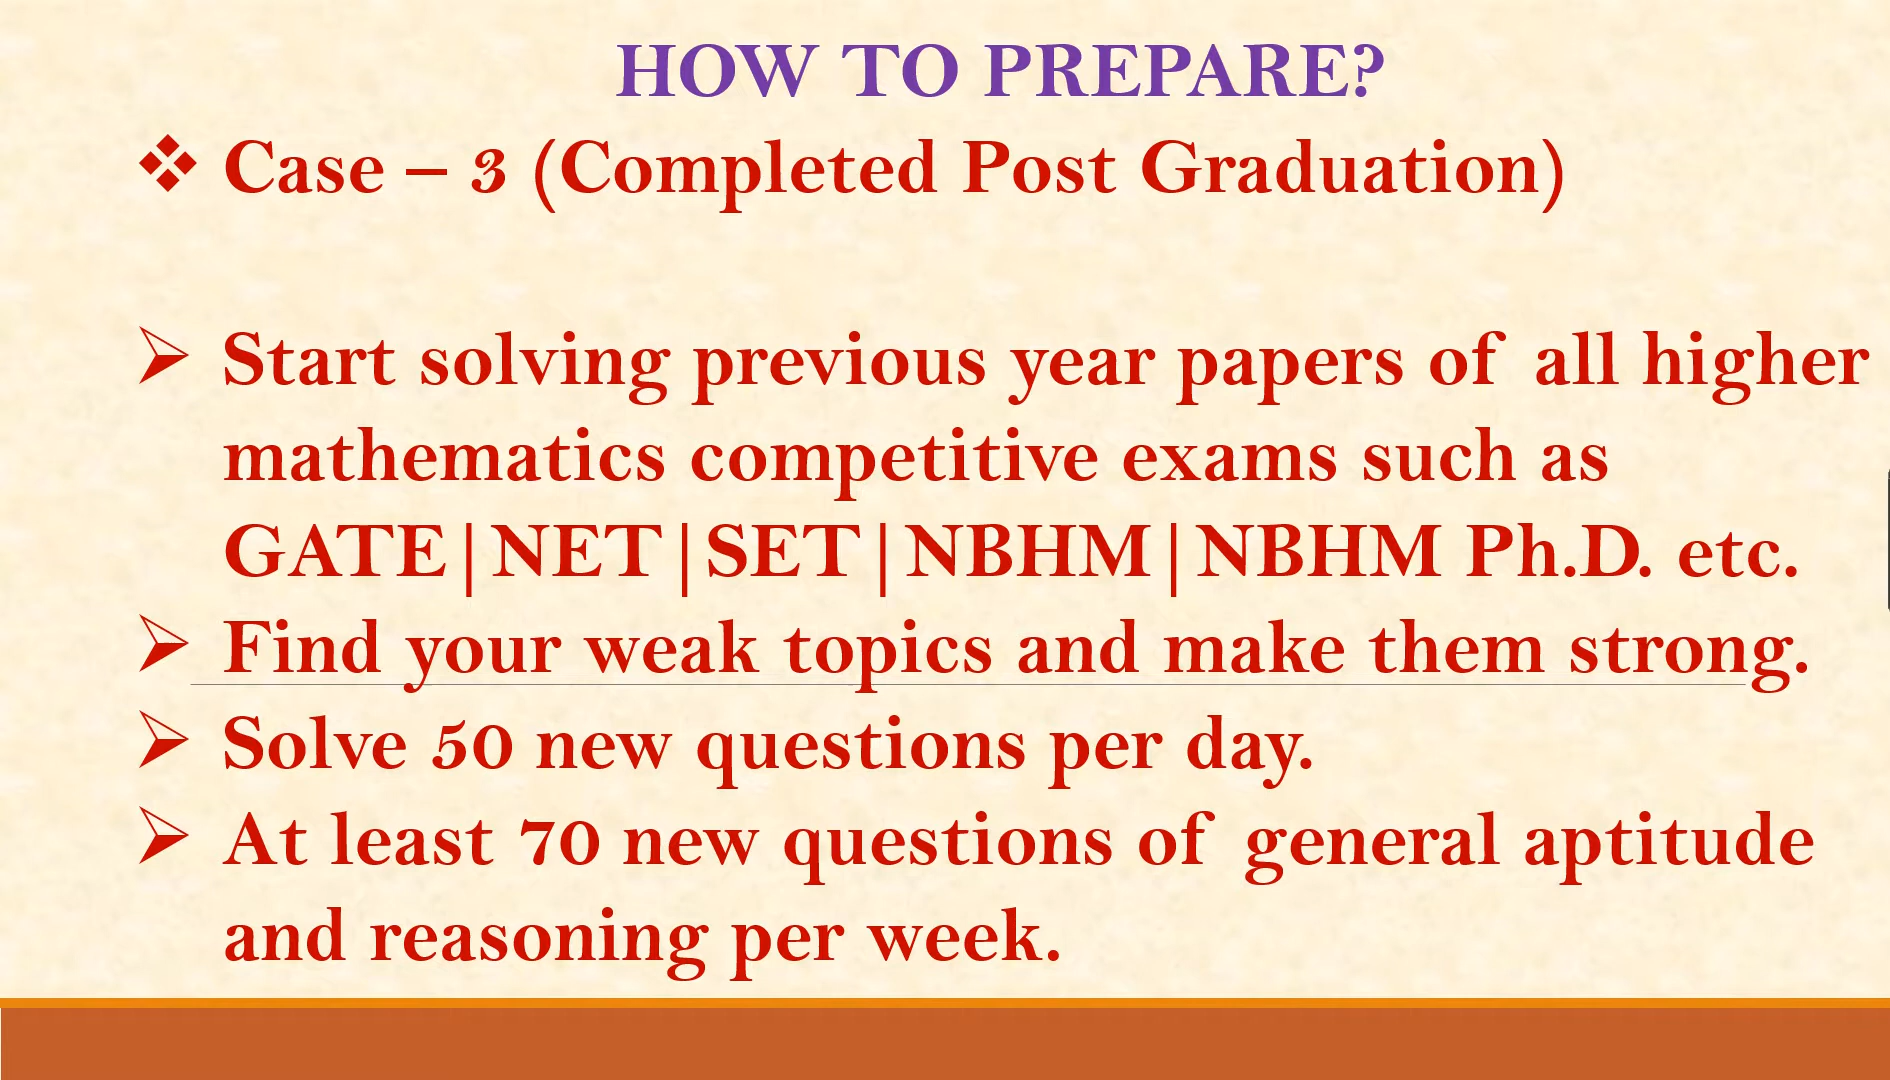 HOW TO PREPARE?
❖ Case – 3 (Completed Post Graduation)
➢ Start solving previous year papers of all higher
mathematics competitive exams such as
GATE|NET|SET|NBHM|NBHM Ph.D. etc.
➢ Find your weak topics and make them strong.
➢ Solve 50 new questions per day.
➢ At least 70 new questions of general aptitude
and reasoning per week.